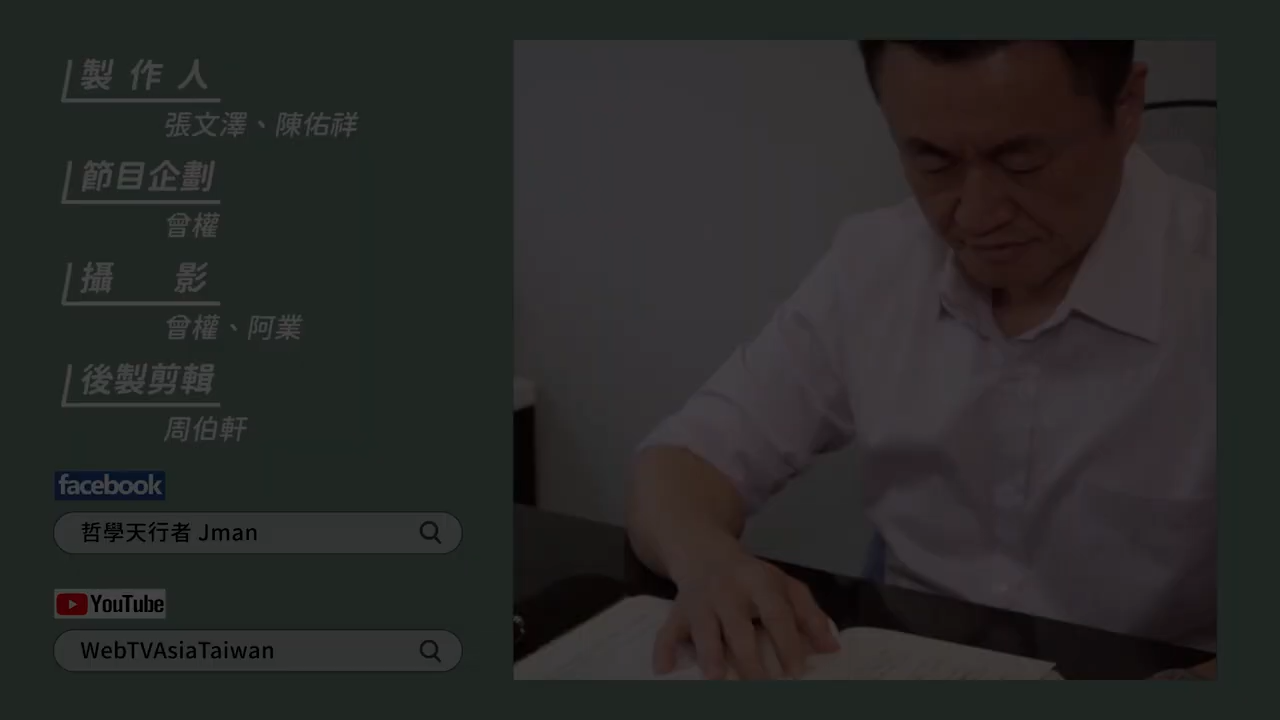 製作人
張文澤、陳佑祥
節目企劃
曾權
攝影
曾權、阿業
後製剪輯
周伯軒
facebook
哲學天行者 Jman
YouTube
WebTVAsiaTaiwan